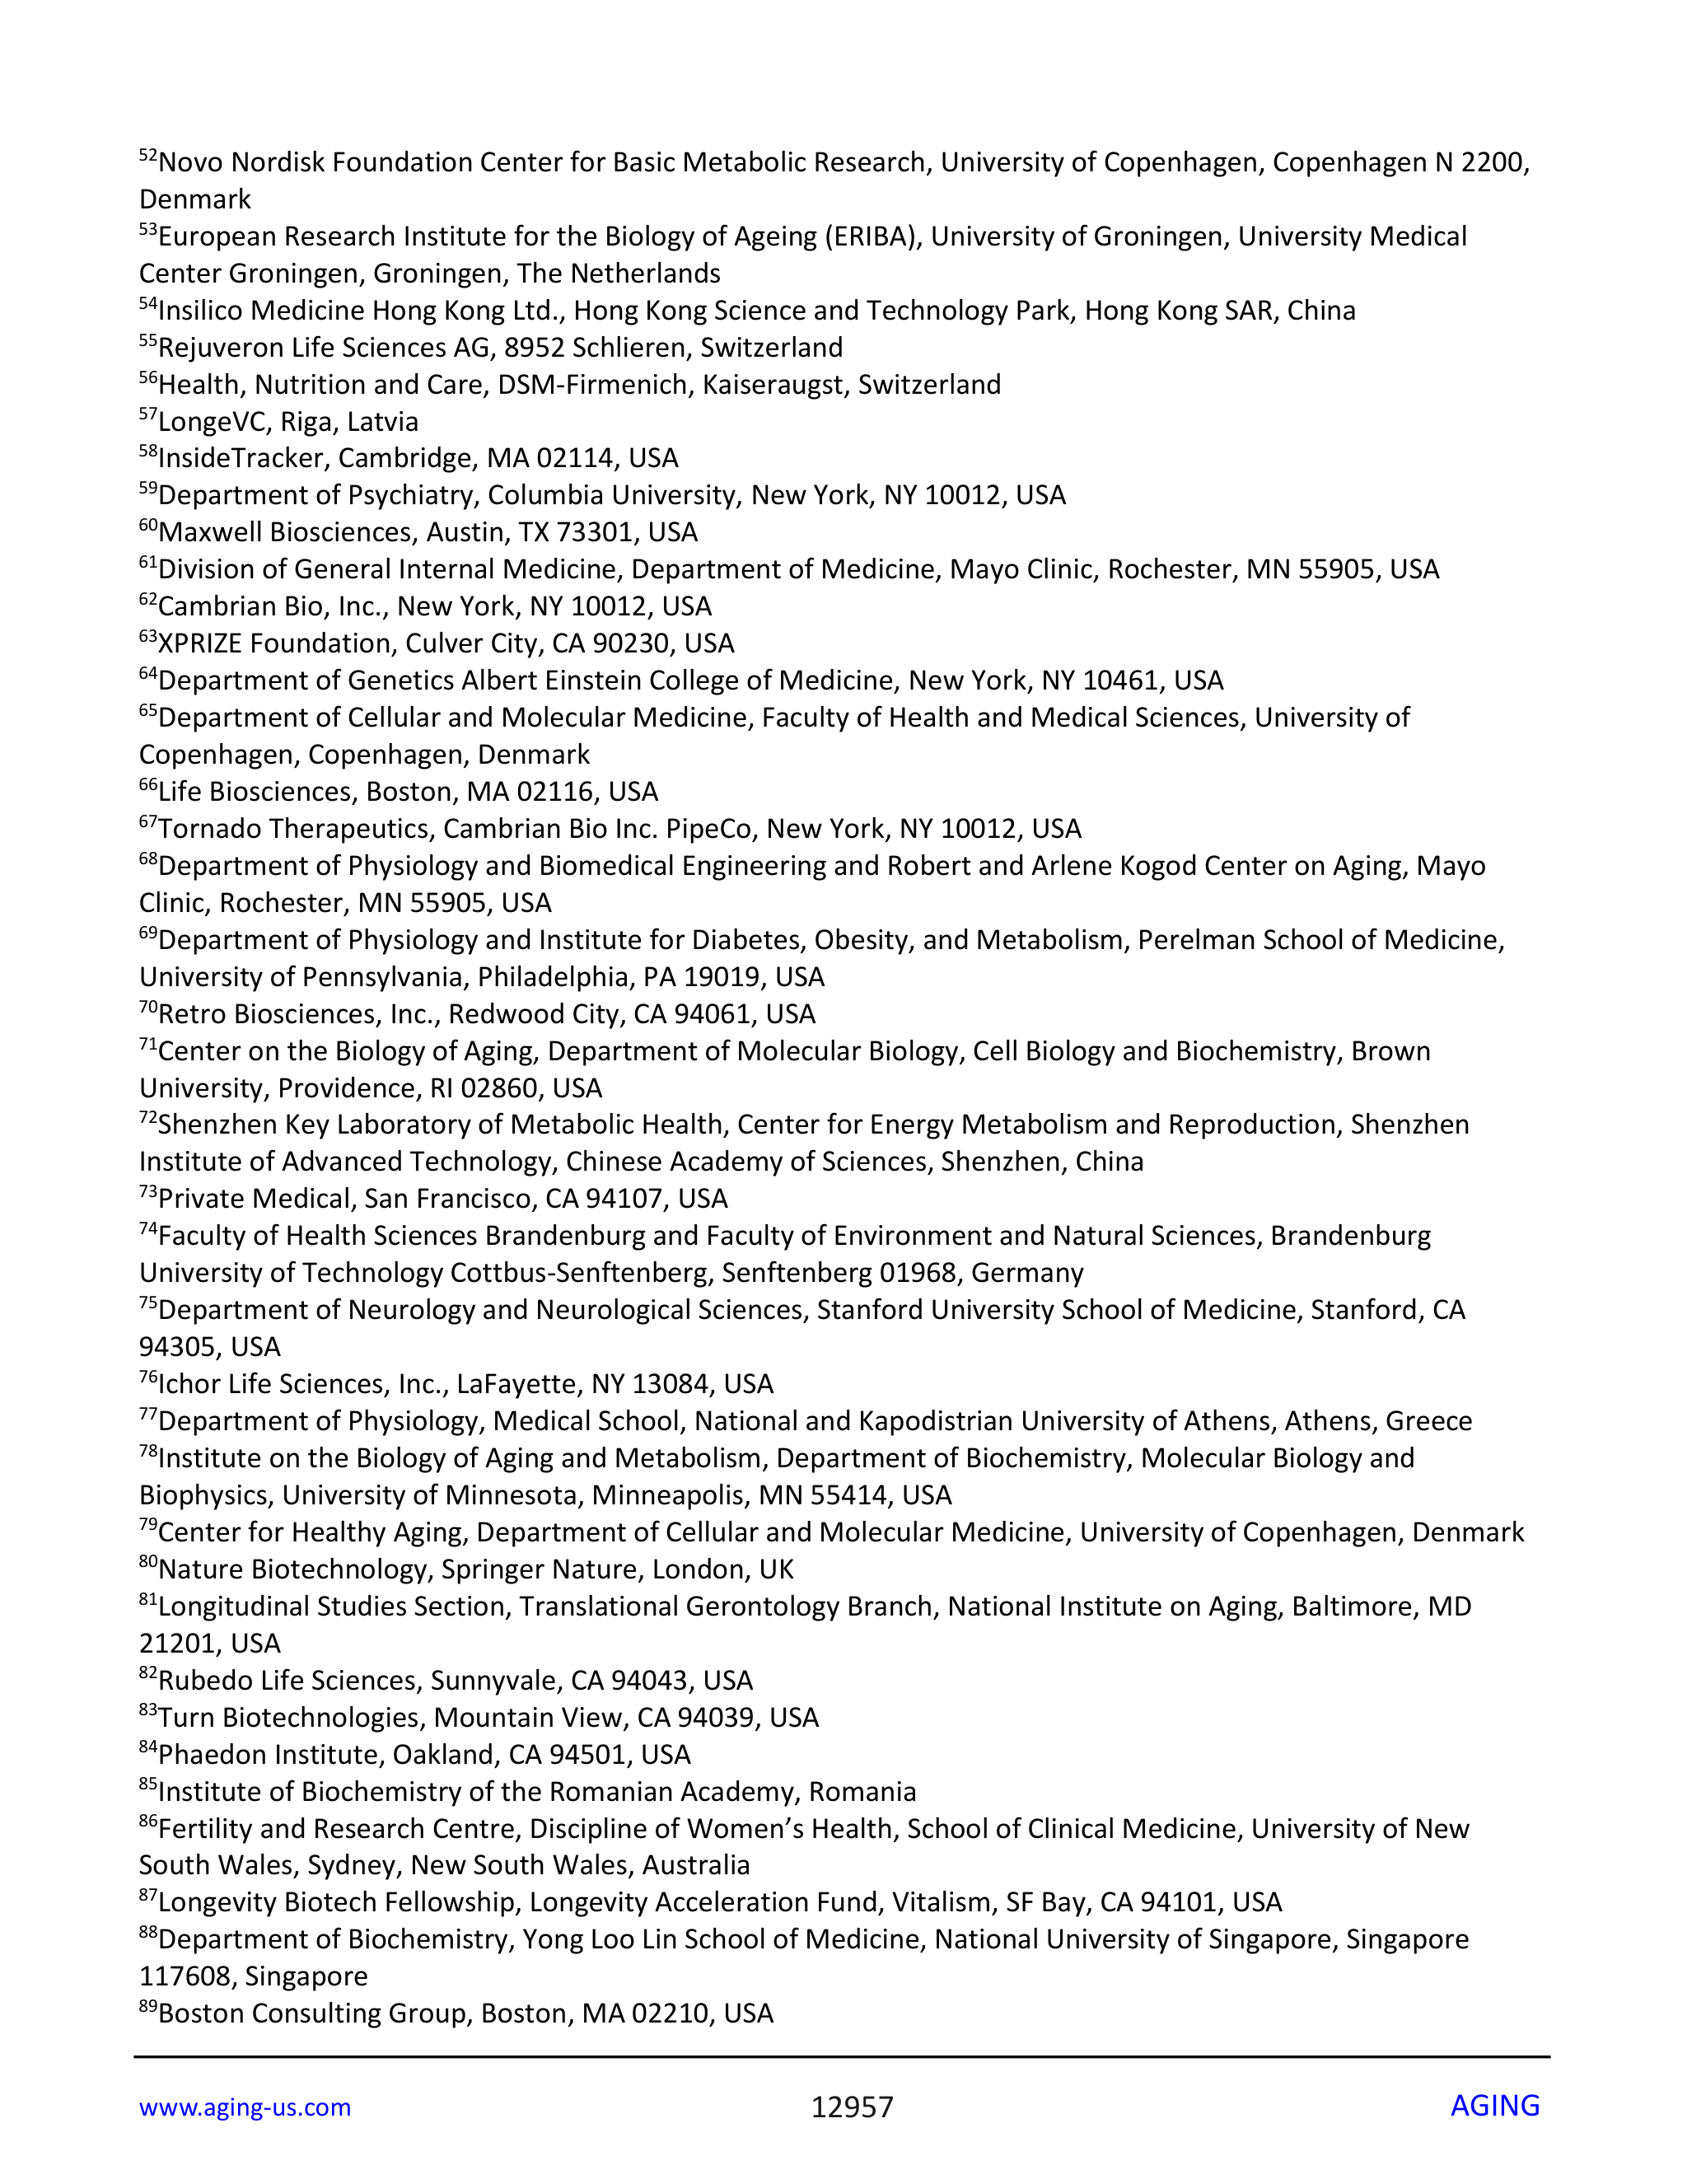 52Novo Nordisk Foundation Center for Basic Metabolic Research, University of Copenhagen, Copenhagen N 2200,
Denmark
53European Research Institute for the Biology of Ageing (ERIBA), University of Groningen, University Medical
Center Groningen, Groningen, The Netherlands
54Insilico Medicine Hong Kong Ltd., Hong Kong Science and Technology Park, Hong Kong SAR, China
55Rejuveron Life Sciences AG, 8952 Schlieren, Switzerland
56Health, Nutrition and Care, DSM-Firmenich, Kaiseraugst, Switzerland
57LongeVC, Riga, Latvia
58InsideTracker, Cambridge, MA 02114, USA
59Department of Psychiatry, Columbia University, New York, NY 10012, USA
60Maxwell Biosciences, Austin, TX 73301, USA
61Division of General Internal Medicine, Department of Medicine, Mayo Clinic, Rochester, MN 55905, USA
62Cambrian Bio, Inc., New York, NY 10012, USA
63XPRIZE Foundation, Culver City, CA 90230, USA
64Department of Genetics Albert Einstein College of Medicine, New York, NY 10461, USA
65Department of Cellular and Molecular Medicine, Faculty of Health and Medical Sciences, University of
Copenhagen, Copenhagen, Denmark
66Life Biosciences, Boston, MA 02116, USA
67Tornado Therapeutics, Cambrian Bio Inc. PipeCo, New York, NY 10012, USA
68Department of Physiology and Biomedical Engineering and Robert and Arlene Kogod Center on Aging, Mayo
Clinic, Rochester, MN 55905, USA
69Department of Physiology and Institute for Diabetes, Obesity, and Metabolism, Perelman School of Medicine,
University of Pennsylvania, Philadelphia, PA 19019, USA
70Retro Biosciences, Inc., Redwood City, CA 94061, USA
71Center on the Biology of Aging, Department of Molecular Biology, Cell Biology and Biochemistry, Brown
University, Providence, RI 02860, USA
72Shenzhen Key Laboratory of Metabolic Health, Center for Energy Metabolism and Reproduction, Shenzhen
Institute of Advanced Technology, Chinese Academy of Sciences, Shenzhen, China
73Private Medical, San Francisco, CA 94107, USA
74Faculty of Health Sciences Brandenburg and Faculty of Environment and Natural Sciences, Brandenburg
University of Technology Cottbus-Senftenberg, Senftenberg 01968, Germany
75Department of Neurology and Neurological Sciences, Stanford University School of Medicine, Stanford, CA
94305, USA
76Ichor Life Sciences, Inc., LaFayette, NY 13084, USA
77Department of Physiology, Medical School, National and Kapodistrian University of Athens, Athens, Greece
78Institute on the Biology of Aging and Metabolism, Department of Biochemistry, Molecular Biology and
Biophysics, University of Minnesota, Minneapolis, MN 55414, USA
79Center for Healthy Aging, Department of Cellular and Molecular Medicine, University of Copenhagen, Denmark
80Nature Biotechnology, Springer Nature, London, UK
81Longitudinal Studies Section, Translational Gerontology Branch, National Institute on Aging, Baltimore, MD
21201, USA
82Rubedo Life Sciences, Sunnyvale, CA 94043, USA
83Turn Biotechnologies, Mountain View, CA 94039, USA
84Phaedon Institute, Oakland, CA 94501, USA
85Institute of Biochemistry of the Romanian Academy, Romania
86Fertility and Research Centre, Discipline of Women’s Health, School of Clinical Medicine, University of New
South Wales, Sydney, New South Wales, Australia
87Longevity Biotech Fellowship, Longevity Acceleration Fund, Vitalism, SF Bay, CA 94101, USA
88Department of Biochemistry, Yong Loo Lin School of Medicine, National University of Singapore, Singapore
117608, Singapore
89Boston Consulting Group, Boston, MA 02210, USA
www.aging-us.com 12957 AGING